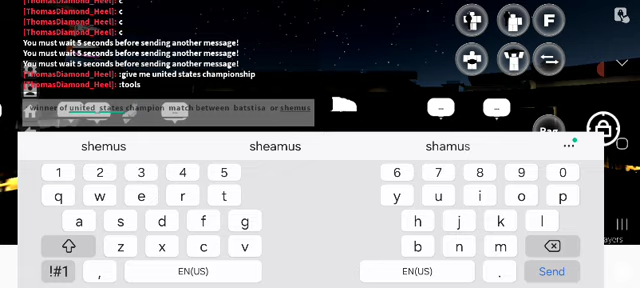 [ThomasDiamond_Heel]: c
[ThomasDiamond_Heel]: c
[ThomasDiamond_Heel]: c
[ThomasDiamond_Heel]: c
You must wait 5 seconds before sending another message!
You must wait 5 seconds before sending another message!
You must wait 5 seconds before sending another message!
[ThomasDiamond_Heel]: :give me united states championship
[ThomasDiamond_Heel]: :tools
winner of united states champion match between batstisa or shemus
F
...
...
Bag
shemus
sheamus
shamus
...
1 2 3 4 5 6 7 8 9 0
q w e r t y u i o p
a s d f g h j k l
z x c v b n m
!#1 , EN(US) EN(US) . Send
ayers